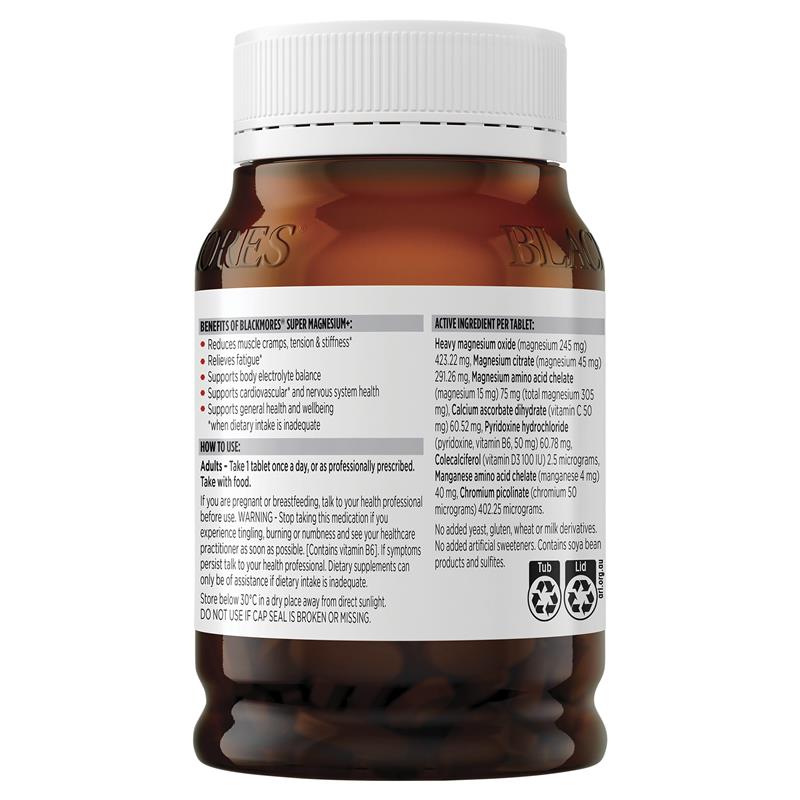 ORES®
BLAC
BENEFITS OF BLACKMORES® SUPER MAGNESIUM+:
• Reduces muscle cramps, tension & stiffness*
• Relieves fatigue*
• Supports body electrolyte balance
• Supports cardiovascular* and nervous system health
• Supports general health and wellbeing
*when dietary intake is inadequate
HOW TO USE:
Adults - Take 1 tablet once a day, or as professionally prescribed.
Take with food.
If you are pregnant or breastfeeding, talk to your health professional
before use. WARNING - Stop taking this medication if you
experience tingling, burning or numbness and see your healthcare
practitioner as soon as possible. [Contains vitamin B6]. If symptoms
persist talk to your health professional. Dietary supplements can
only be of assistance if dietary intake is inadequate.
Store below 30°C in a dry place away from direct sunlight.
DO NOT USE IF CAP SEAL IS BROKEN OR MISSING.
ACTIVE INGREDIENT PER TABLET:
Heavy magnesium oxide (magnesium 245 mg)
423.22 mg, Magnesium citrate (magnesium 45 mg)
291.26 mg, Magnesium amino acid chelate
(magnesium 15 mg) 75 mg (total magnesium 305
mg), Calcium ascorbate dihydrate (vitamin C 50
mg) 60.52 mg, Pyridoxine hydrochloride
(pyridoxine, vitamin B6, 50 mg) 60.78 mg,
Colecalciferol (vitamin D3 100 IU) 2.5 micrograms,
Manganese amino acid chelate (manganese 4 mg)
40 mg, Chromium picolinate (chromium 50
micrograms) 402.25 micrograms.
No added yeast, gluten, wheat or milk derivatives.
No added artificial sweeteners. Contains soya bean
products and sulfites.
Tub
Lid
arl.org.au